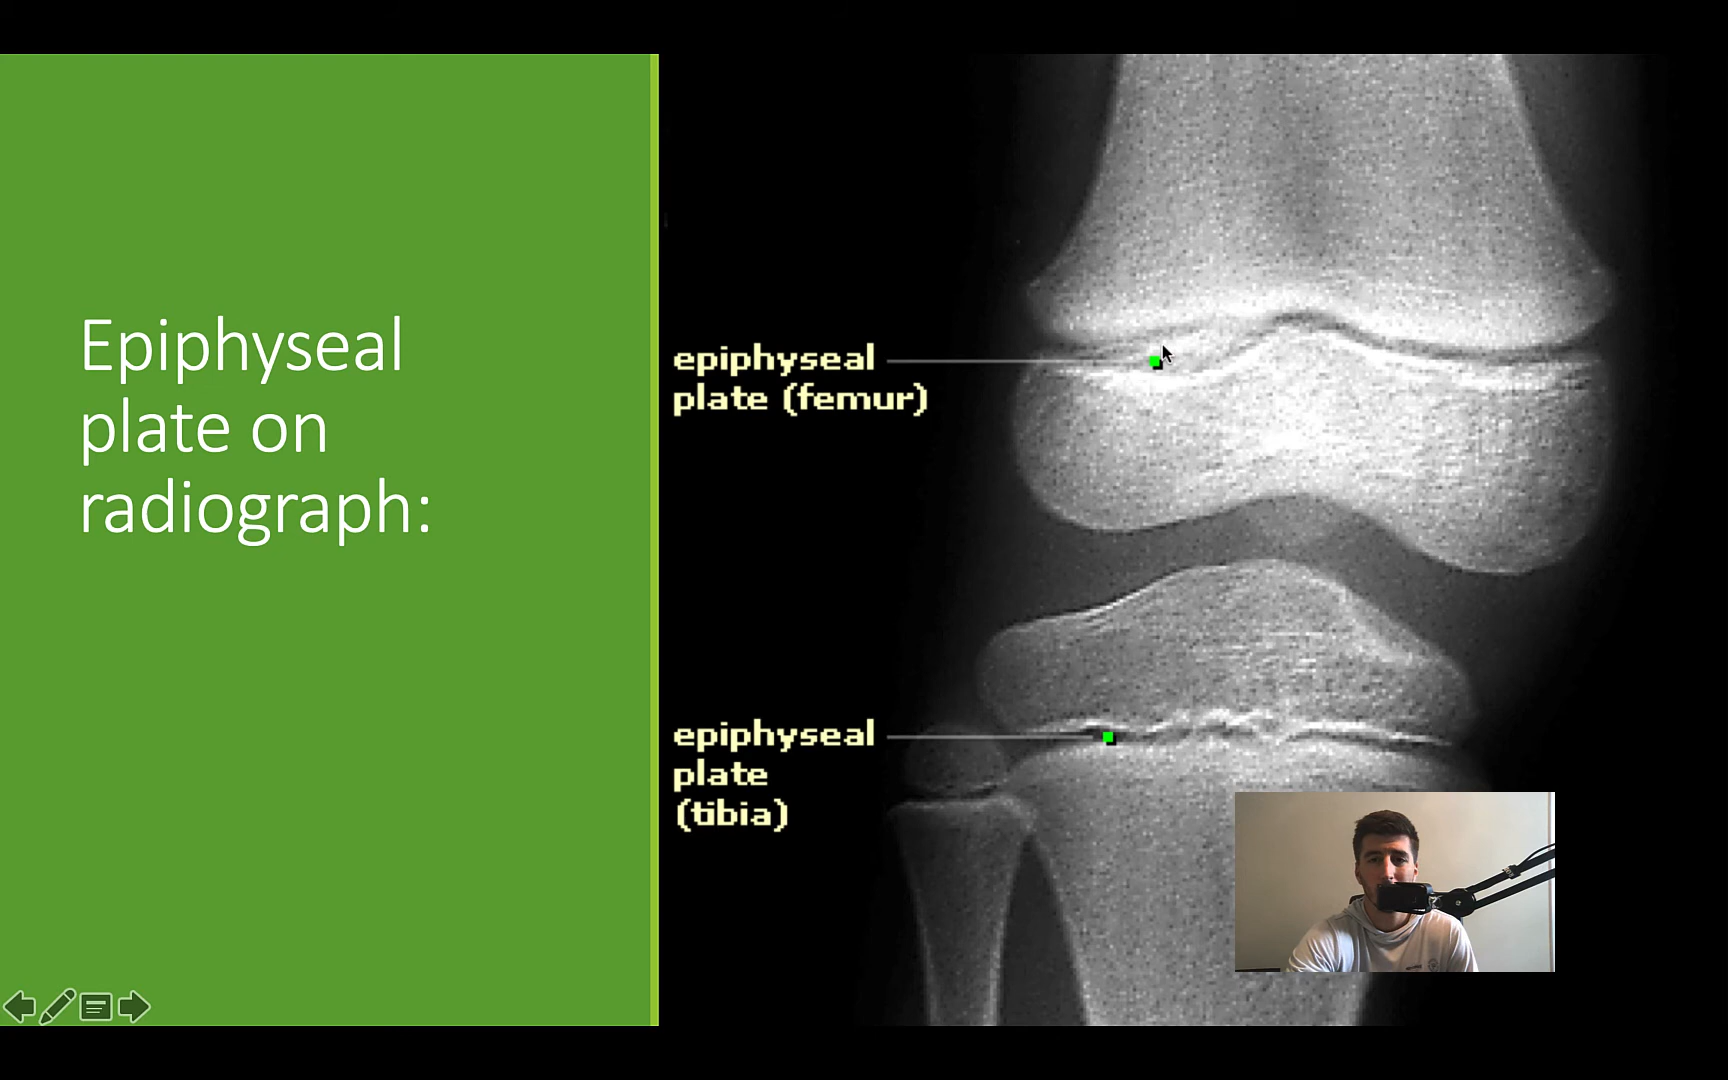 Epiphyseal
plate on
radiograph:
epiphyseal
plate (femur)
epiphyseal
plate
(tibia)